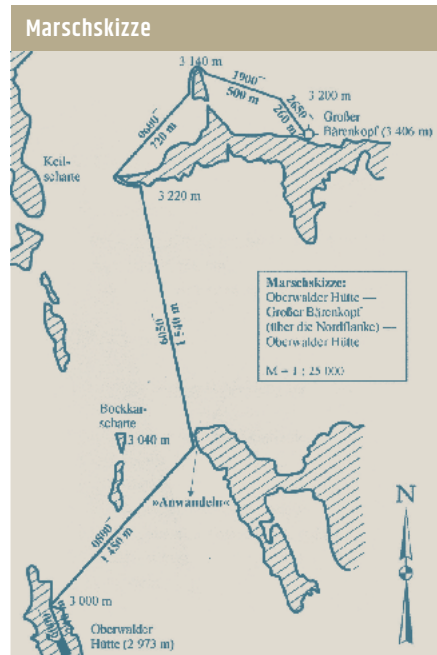 Marschskizze
3 140 m
1900⁻
500 m
2650⁻
260 m
3 200 m
Großer
Bärenkopf (3 406 m)
0600⁻
720 m
Keil-
scharte
3 220 m
6050⁻
1 540 m
Marschskizze:
Oberwalder Hütte —
Großer Bärenkopf
(über die Nordflanke) —
Oberwalder Hütte
M = 1 : 25 000
Bockkar-
scharte
3 040 m
»Anwandeln«
N
0890⁻
1 450 m
3 000 m
Oberwalder
Hütte (2 973 m)